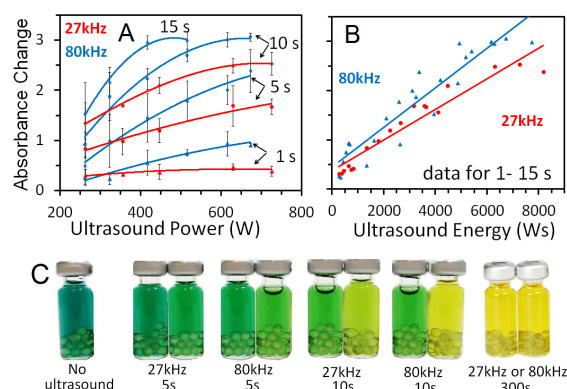 A
B
27kHz
80kHz
15 s
10 s
5 s
1 s
Absorbance Change
3
2
1
0
200
400
600
800
Ultrasound Power (W)
80kHz
27kHz
data for 1- 15 s
0
2000
4000
6000
8000
Ultrasound Energy (Ws)
C
No
ultrasound
27kHz
5s
80kHz
5s
27kHz
10s
80kHz
10s
27kHz or 80kHz
300s